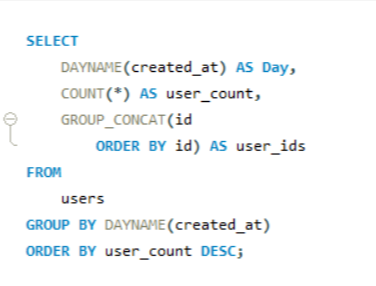 SELECT
DAYNAME(created_at) AS Day,
COUNT(*) AS user_count,
GROUP_CONCAT(id
ORDER BY id) AS user_ids
FROM
users
GROUP BY DAYNAME(created_at)
ORDER BY user_count DESC;